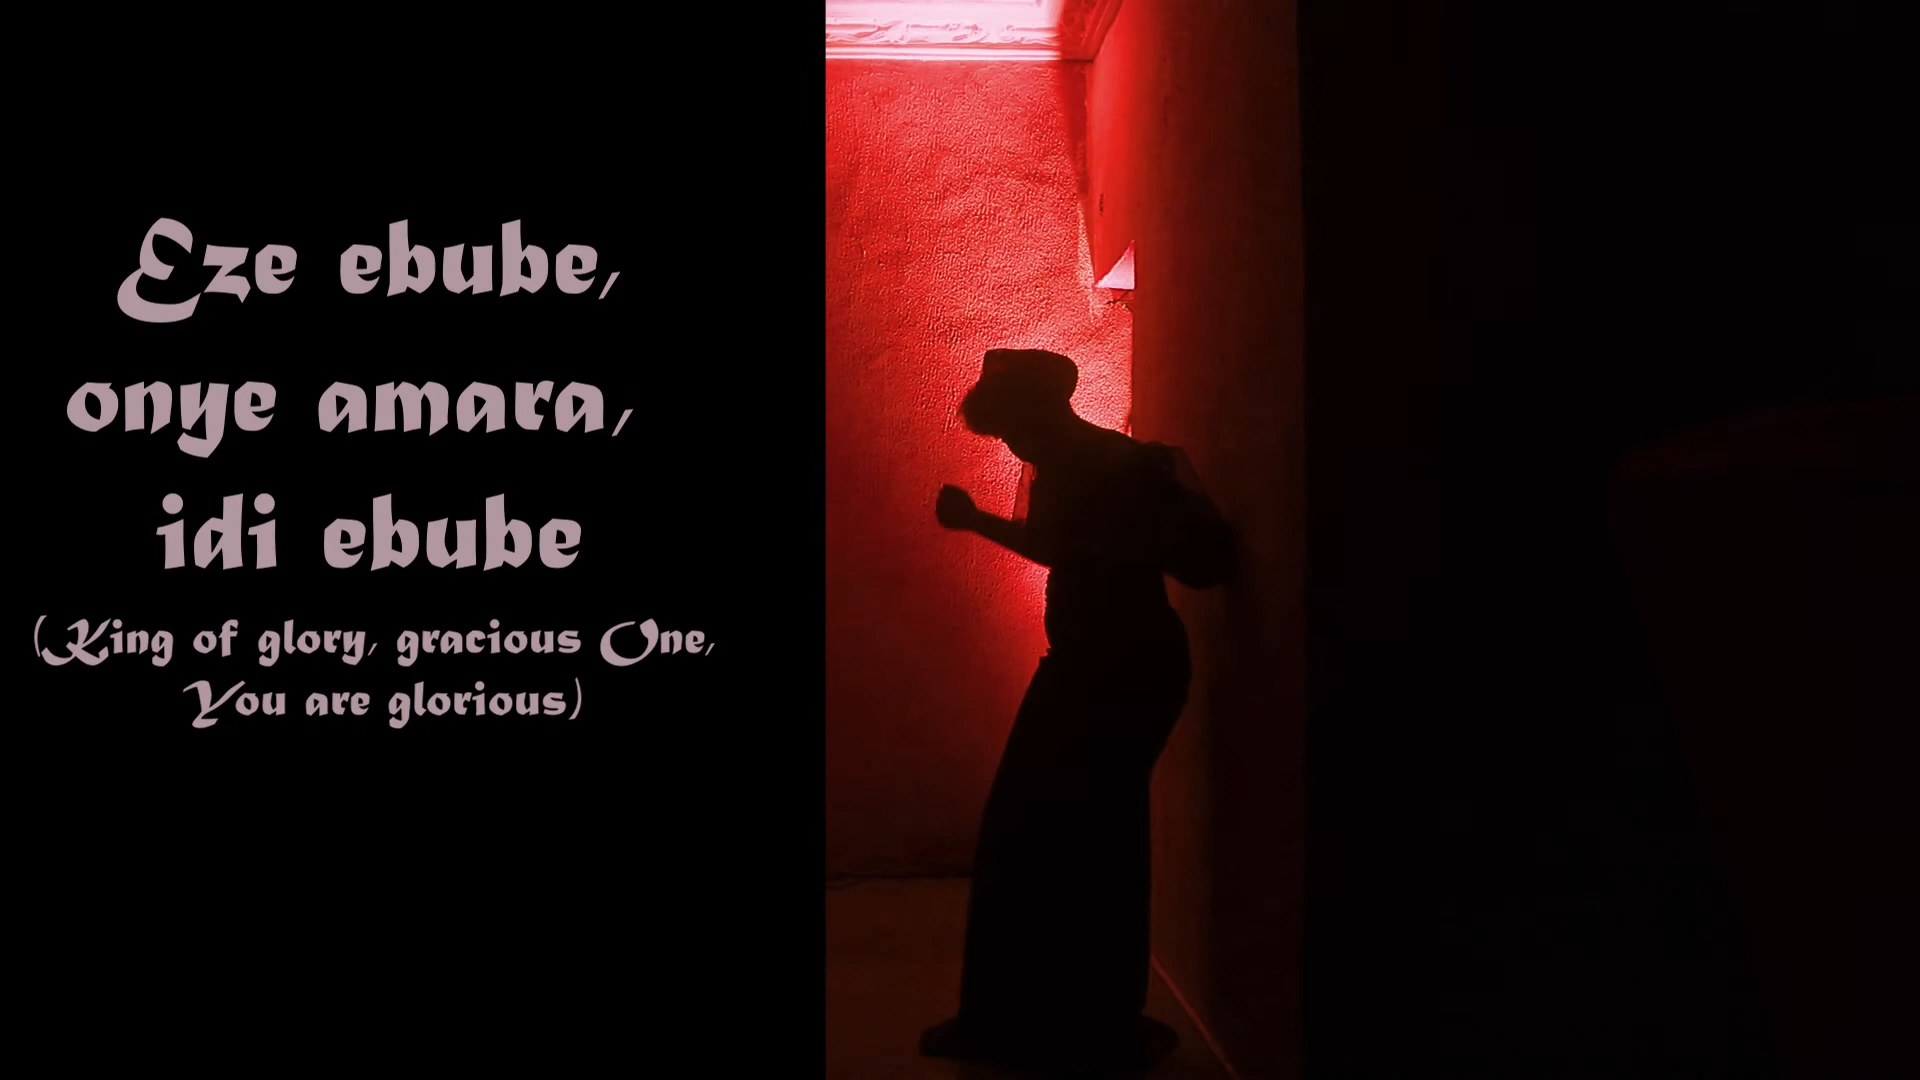 Eze ebube,
onye amara,
idi ebube
(King of glory, gracious One,
You are glorious)